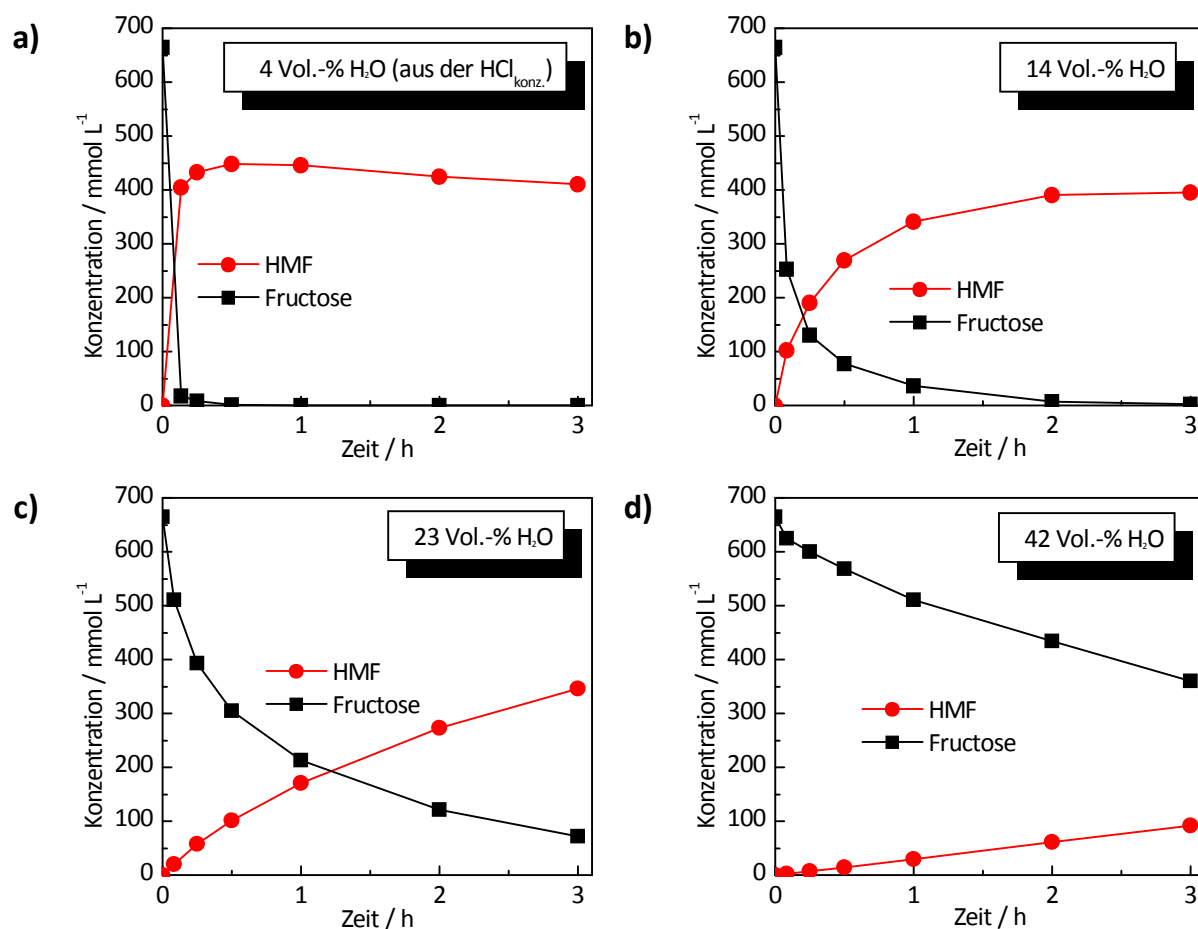 a)
4 Vol.-% H₂O (aus der HCl_konz.)
Konzentration / mmol L⁻¹
700
600
500
400
300
200
100
0
HMF
Fructose
0 1 2 3
Zeit / h
b)
14 Vol.-% H₂O
Konzentration / mmol L⁻¹
700
600
500
400
300
200
100
0
HMF
Fructose
0 1 2 3
Zeit / h
c)
23 Vol.-% H₂O
Konzentration / mmol L⁻¹
700
600
500
400
300
200
100
0
HMF
Fructose
0 1 2 3
Zeit / h
d)
42 Vol.-% H₂O
Konzentration / mmol L⁻¹
700
600
500
400
300
200
100
0
HMF
Fructose
0 1 2 3
Zeit / h